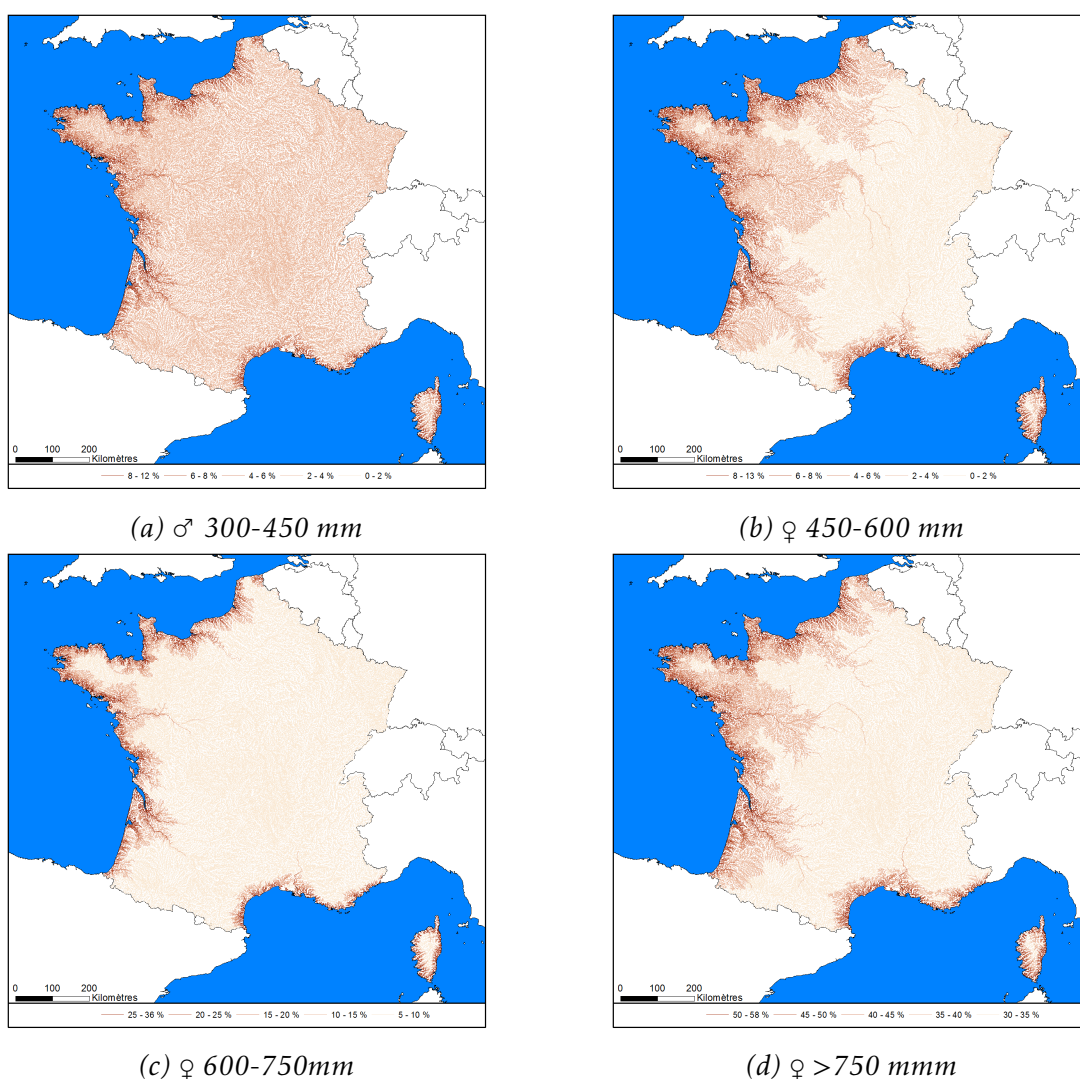 0 100 200
Kilomètres
8 - 12 % 6 - 8 % 4 - 6 % 2 - 4 % 0 - 2 %
(a) ♂ 300-450 mm
0 100 200
Kilomètres
8 - 13 % 6 - 8 % 4 - 6 % 2 - 4 % 0 - 2 %
(b) ♀ 450-600 mm
0 100 200
Kilomètres
25 - 36 % 20 - 25 % 15 - 20 % 10 - 15 % 5 - 10 %
(c) ♀ 600-750mm
0 100 200
Kilomètres
50 - 58 % 45 - 50 % 40 - 45 % 35 - 40 % 30 - 35 %
(d) ♀ >750 mmm